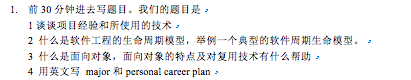 1. 前 30 分钟进去写题目。我们的题目是，
1 谈谈项目经验和所使用的技术，
2 什么是软件工程的生命周期模型，举例一个典型的软件周期生命模型。，
3 什么是面向对象，面向对象的特点及对复用技术有什么帮助，
4 用英文写 major 和 personal career plan，